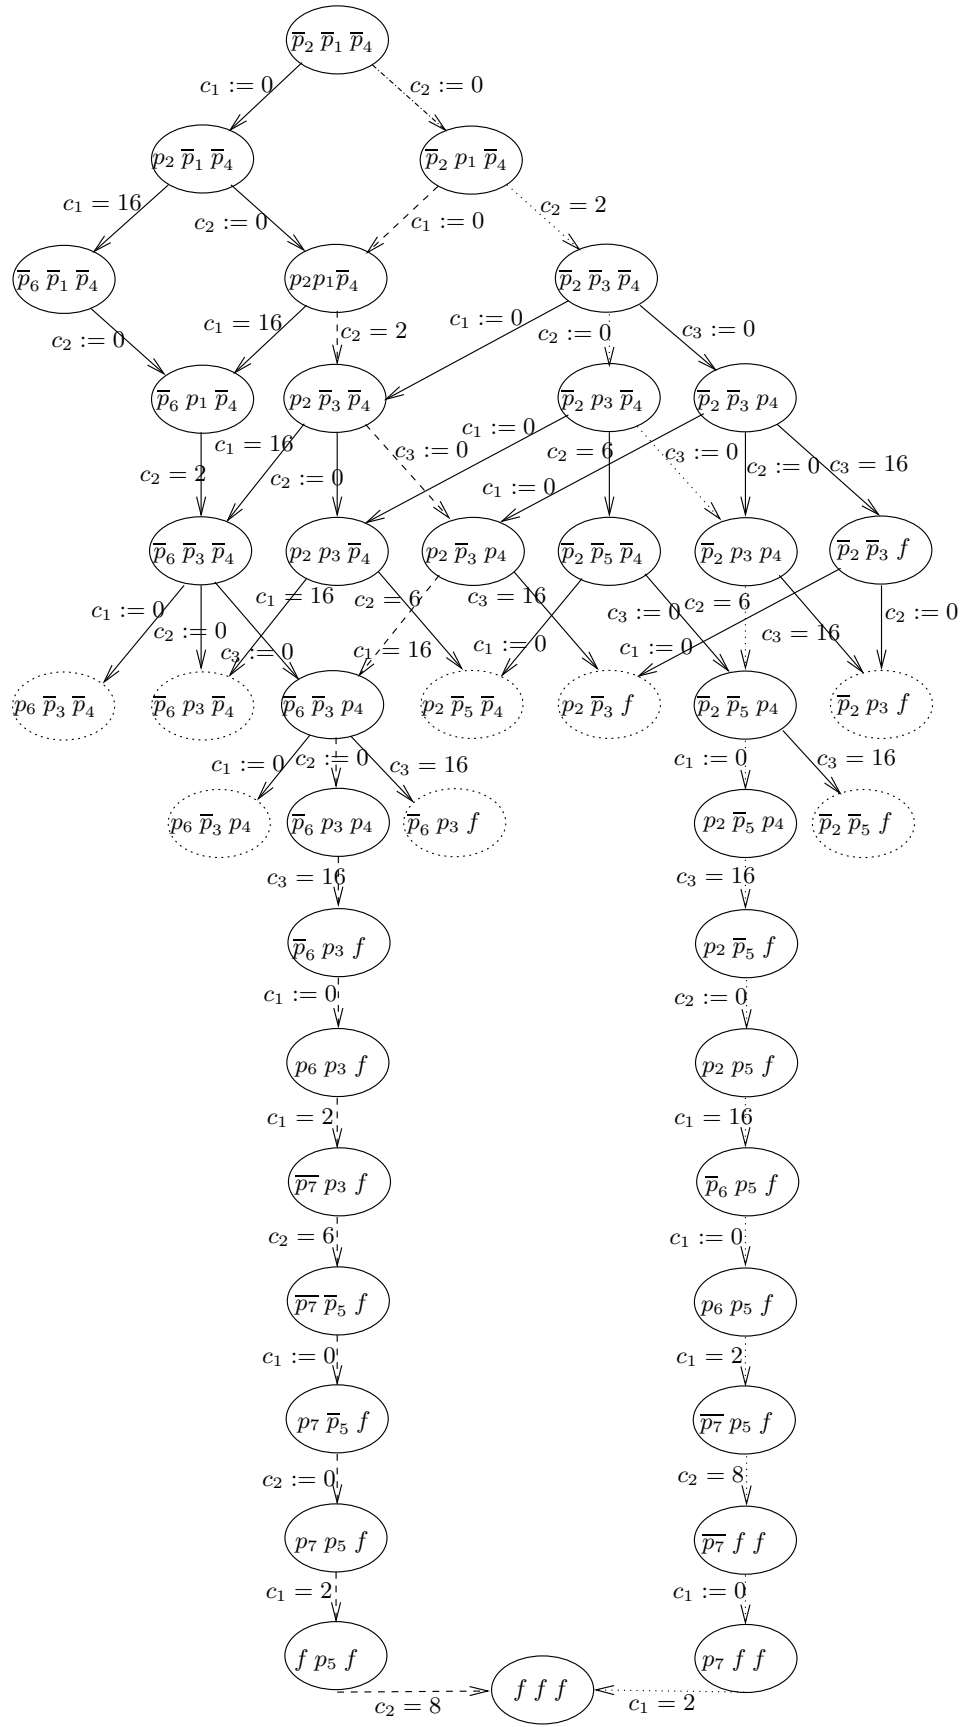 p̅₂ p̅₁ p̅₄
c₁ := 0 c₂ := 0
p₂ p̅₁ p̅₄ p̅₂ p₁ p̅₄
c₁ = 16 c₂ := 0 c₁ := 0 c₂ = 2
p̅₆ p̅₁ p̅₄ p₂p₁p̅₄ p̅₂ p̅₃ p̅₄
c₂ := 0 c₁ = 16 c₂ = 2 c₁ := 0 c₂ := 0 c₃ := 0
p̅₆ p₁ p̅₄ p₂ p̅₃ p̅₄ p̅₂ p₃ p̅₄ p̅₂ p̅₃ p₄
c₂ = 2 c₁ = 16 c₂ := 0 c₃ := 0 c₁ := 0 c₂ = 6 c₃ := 0 c₁ := 0 c₂ := 0 c₃ = 16
p̅₆ p̅₃ p̅₄ p₂ p₃ p̅₄ p₂ p̅₃ p₄ p̅₂ p̅₅ p̅₄ p̅₂ p₃ p₄ p̅₂ p̅₃ f
c₁ := 0 c₂ := 0 c₃ := 0 c₁ = 16 c₂ = 6 c₁ = 16 c₃ = 16 c₁ := 0 c₃ := 0 c₂ = 6 c₃ = 16 c₁ := 0 c₂ := 0
p₆ p̅₃ p̅₄ p̅₆ p₃ p̅₄ p̅₆ p̅₃ p₄ p₂ p̅₅ p̅₄ p₂ p̅₃ f p̅₂ p̅₅ p₄ p̅₂ p₃ f
c₁ := 0 c₂ := 0 c₃ = 16 c₁ := 0 c₃ = 16
p₆ p̅₃ p₄ p̅₆ p₃ p₄ p̅₆ p₃ f p₂ p̅₅ p₄ p̅₂ p̅₅ f
c₃ = 16 c₃ = 16
p̅₆ p₃ f p₂ p̅₅ f
c₁ := 0 c₂ := 0
p₆ p₃ f p₂ p₅ f
c₁ = 2 c₁ = 16
p̅₇ p₃ f p̅₆ p₅ f
c₂ = 6 c₁ := 0
p̅₇ p̅₅ f p₆ p₅ f
c₁ := 0 c₁ = 2
p₇ p̅₅ f p̅₇ p₅ f
c₂ := 0 c₂ = 8
p₇ p₅ f p̅₇ f f
c₁ = 2 c₁ := 0
f p₅ f p₇ f f
f f f
c₂ = 8 c₁ = 2